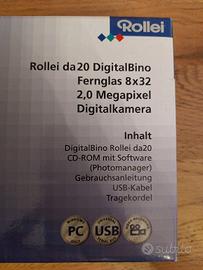 Rollei
Rollei da20 DigitalBino
Fernglas 8x32
2,0 Megapixel
Digitalkamera
Inhalt
DigitalBino Rollei da20
CD-ROM mit Software
(Photomanager)
Gebrauchsanleitung
USB-Kabel
Tragekordel
PC
USB
subito